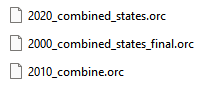 2020_combined_states.orc
2000_combined_states_final.orc
2010_combine.orc